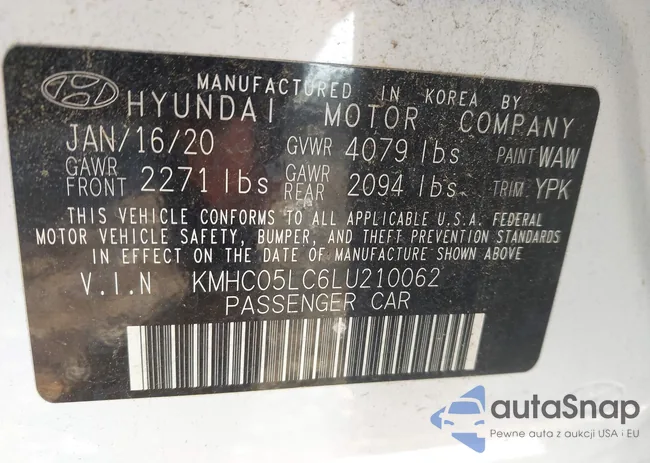 MANUFACTURED IN KOREA BY
HYUNDAI MOTOR COMPANY
JAN/16/20 GVWR 4079 lbs PAINT WAW
GAWR FRONT 2271 lbs GAWR REAR 2094 lbs TRIM: YPK
THIS VEHICLE CONFORMS TO ALL APPLICABLE U.S.A. FEDERAL
MOTOR VEHICLE SAFETY, BUMPER, AND THEFT PREVENTION STANDARDS
IN EFFECT ON THE DATE OF MANUFACTURE SHOWN ABOVE.
V.I.N KMHC05LC6LU210062
PASSENGER CAR
autaSnap
Pewne auta z aukcji USA i EU